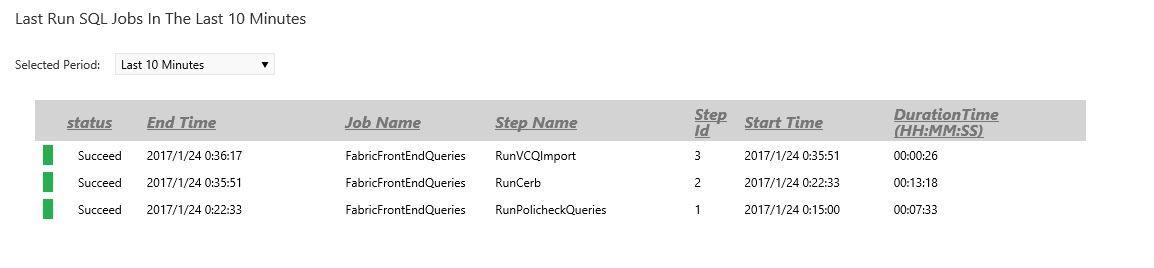 Last Run SQL Jobs In The Last 10 Minutes
Selected Period: Last 10 Minutes
status End Time Job Name Step Name Step Id Start Time DurationTime (HH:MM:SS)
Succeed 2017/1/24 0:36:17 FabricFrontEndQueries RunVCQImport 3 2017/1/24 0:35:51 00:00:26
Succeed 2017/1/24 0:35:51 FabricFrontEndQueries RunCerb 2 2017/1/24 0:22:33 00:13:18
Succeed 2017/1/24 0:22:33 FabricFrontEndQueries RunPolicheckQueries 1 2017/1/24 0:15:00 00:07:33